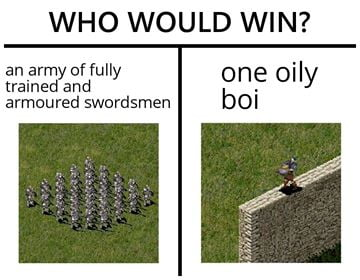 WHO WOULD WIN?
an army of fully
trained and
armoured swordsmen
one oily
boi